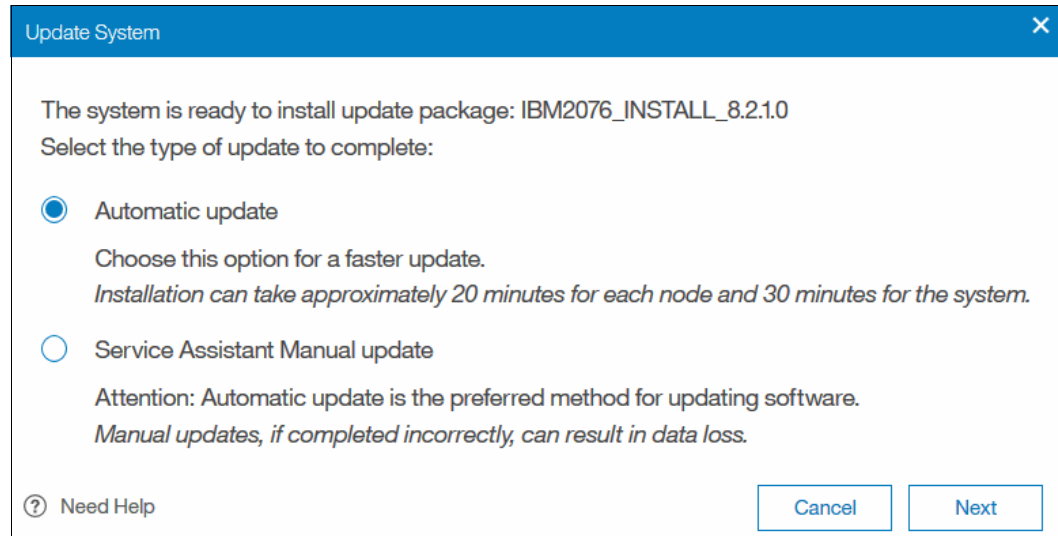 Update System
The system is ready to install update package: IBM2076_INSTALL_8.2.1.0
Select the type of update to complete:
Automatic update
Choose this option for a faster update.
Installation can take approximately 20 minutes for each node and 30 minutes for the system.
Service Assistant Manual update
Attention: Automatic update is the preferred method for updating software.
Manual updates, if completed incorrectly, can result in data loss.
? Need Help
Cancel
Next